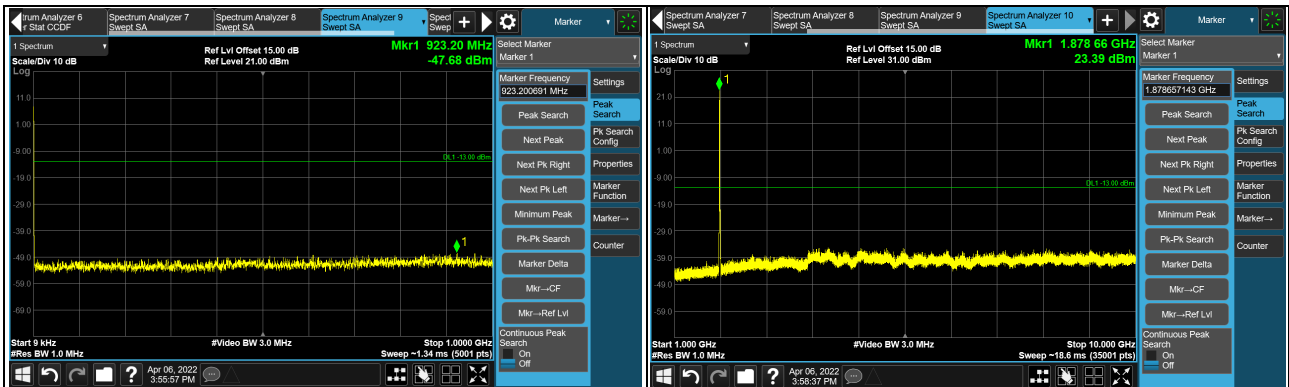 trum Analyzer 6
r Stat CCDF
Spectrum Analyzer 7
Swept SA
Spectrum Analyzer 8
Swept SA
Spectrum Analyzer 9
Swept SA
Spec
Swep
Marker
1 Spectrum
Scale/Div 10 dB
Log
Ref Lvl Offset 15.00 dB
Ref Level 21.00 dBm
Mkr1 923.20 MHz
-47.68 dBm
11.0
1.00
-9.00
-19.0
-29.0
-39.0
-49.0
-59.0
-69.0
DL1 -13.00 dBm
1
Start 9 kHz
#Res BW 1.0 MHz
#Video BW 3.0 MHz
Stop 1.0000 GHz
Sweep ~1.34 ms (5001 pts)
Select Marker
Marker 1
Marker Frequency
923.200691 MHz
Peak Search
Next Peak
Next Pk Right
Next Pk Left
Minimum Peak
Pk-Pk Search
Marker Delta
Mkr→CF
Mkr→Ref Lvl
Continuous Peak
Search
On
Off
Settings
Peak
Search
Pk Search
Config
Properties
Marker
Function
Marker→
Counter
?
Apr 06, 2022
3:55:57 PM
Spectrum Analyzer 7
Swept SA
Spectrum Analyzer 8
Swept SA
Spectrum Analyzer 9
Swept SA
Spectrum Analyzer 10
Swept SA
Marker
1 Spectrum
Scale/Div 10 dB
Log
Ref Lvl Offset 15.00 dB
Ref Level 31.00 dBm
Mkr1 1.878 66 GHz
23.39 dBm
21.0
11.0
1.00
-9.00
-19.0
-29.0
-39.0
-49.0
-59.0
DL1 -13.00 dBm
1
Start 1.000 GHz
#Res BW 1.0 MHz
#Video BW 3.0 MHz
Stop 10.000 GHz
Sweep ~18.6 ms (35001 pts)
Select Marker
Marker 1
Marker Frequency
1.878657143 GHz
Peak Search
Next Peak
Next Pk Right
Next Pk Left
Minimum Peak
Pk-Pk Search
Marker Delta
Mkr→CF
Mkr→Ref Lvl
Continuous Peak
Search
On
Off
Settings
Peak
Search
Pk Search
Config
Properties
Marker
Function
Marker→
Counter
?
Apr 06, 2022
3:58:37 PM